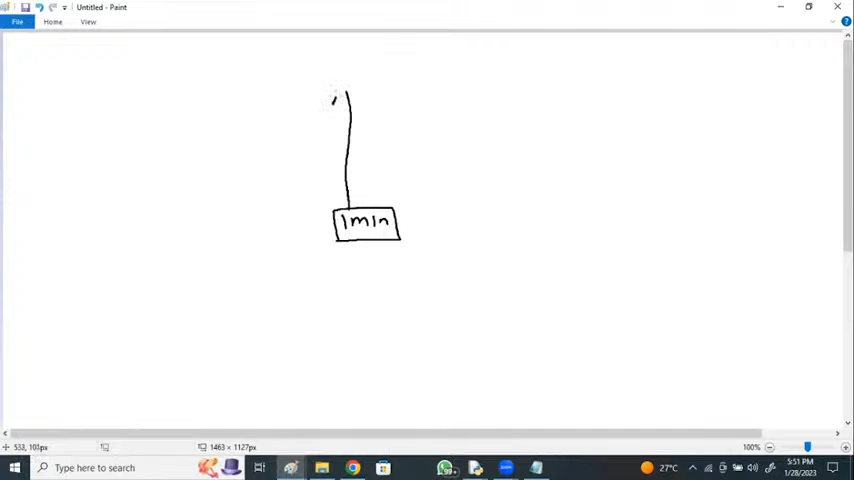 Untitled - Paint
File Home View
1min
533, 101px
1463 × 1127px
100%
Type here to search
99+
27°C
5:51 PM
1/28/2023